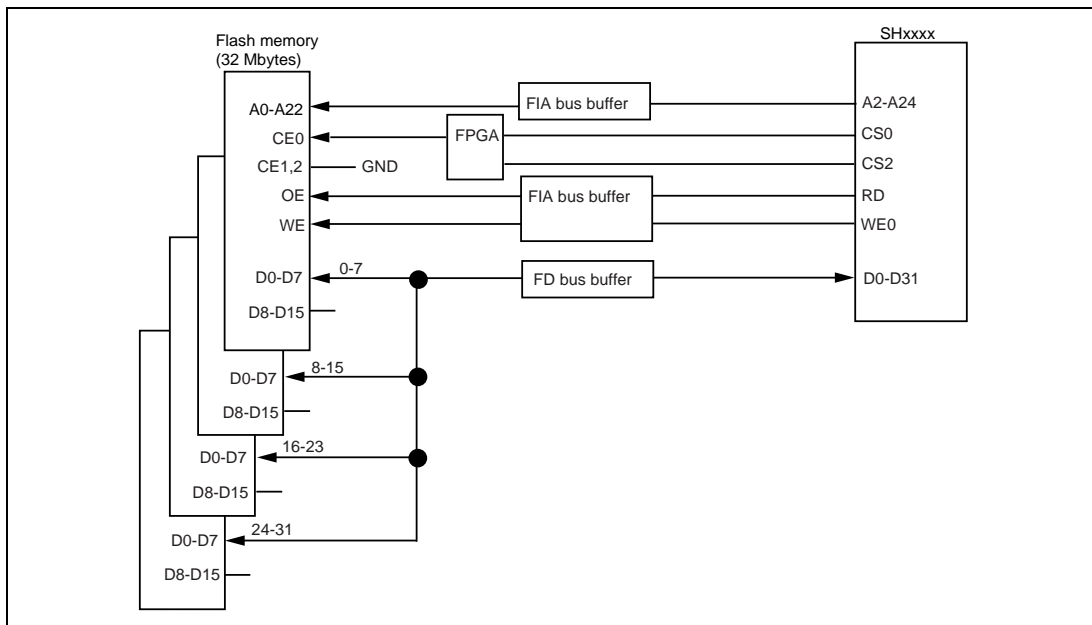 Flash memory
(32 Mbytes)
SHxxxx
A0-A22
FIA bus buffer
A2-A24
CE0
FPGA
CS0
CE1,2
GND
CS2
OE
FIA bus buffer
RD
WE
WE0
D0-D7
0-7
FD bus buffer
D0-D31
D8-D15
D0-D7
8-15
D8-D15
D0-D7
16-23
D8-D15
D0-D7
24-31
D8-D15